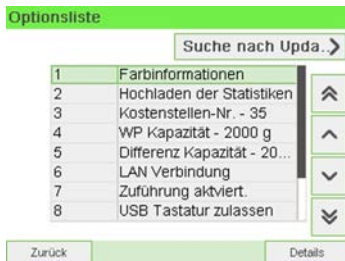 Optionsliste
Suche nach Upda..
1 Farbinformationen
2 Hochladen der Statistiken
3 Kostenstellen-Nr. - 35
4 WP Kapazität - 2000 g
5 Differenz Kapazität - 20...
6 LAN Verbindung
7 Zuführung aktviert.
8 USB Tastatur zulassen
Zurück Details